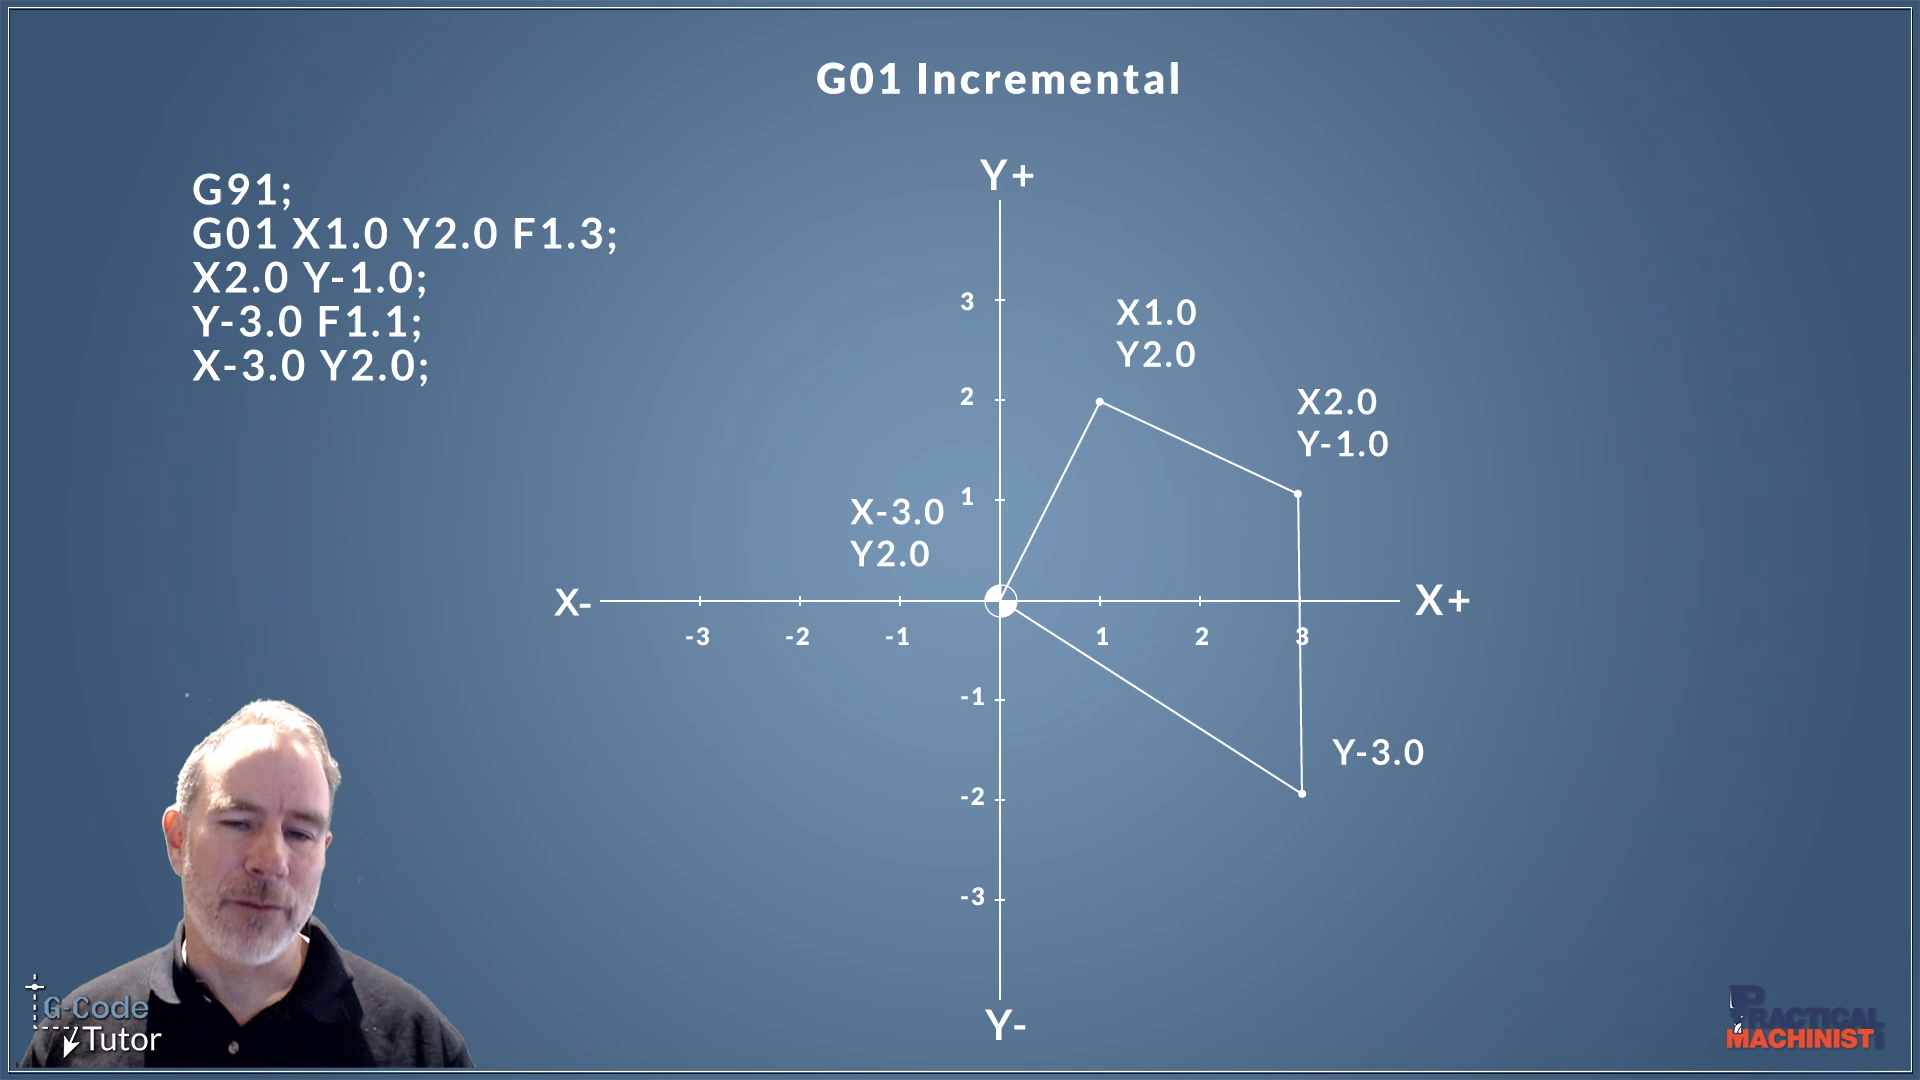 G01 Incremental
G91;
G01 X1.0 Y2.0 F1.3;
X2.0 Y-1.0;
Y-3.0 F1.1;
X-3.0 Y2.0;
Y+
3
X1.0
Y2.0
2
X2.0
Y-1.0
1
X-3.0
Y2.0
X-
X+
-3
-2
-1
1
2
3
-1
Y-3.0
-2
-3
Y-
G-Code
Tutor
PRACTICAL
MACHINIST